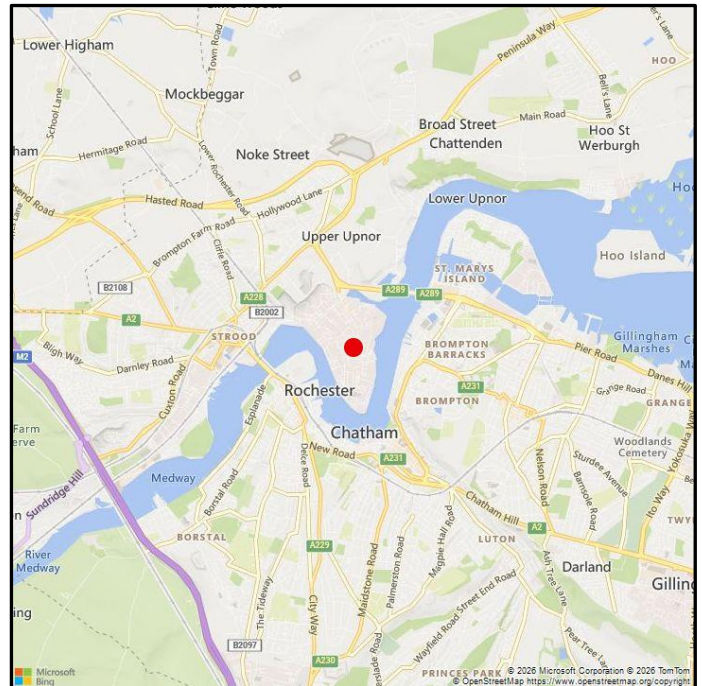 Lower Higham
Town Road
Peninsula Way
Bell's Lane
HOO
School Lane
Mockbeggar
Broad Street
Main Road
Chattenden
Hoo St
Werburgh
Hermitage Road
Lower Rochester Road
Noke Street
Hasted Road
Hollywood Lane
Lower Upnor
Brompton Farm Road
Cliffe Road
Upper Upnor
Hoo Island
ST. MARYS
ISLAND
B2108
A228
A289
A289
A2
B2002
STROOD
BROMPTON
BARRACKS
Gillingham
Marshes
Pier Road
M2
Bligh Way
Darnley Road
Danes Hill
Cuxton Road
Esplanade
Rochester
A231
BROMPTON
Grange Road
GRANGE
Chatham
New Road
A231
Delce Road
Woodlands
Cemetery
Yokosuka Way
Sundridge Hill
Medway
Borstal Road
Nelson Road
Sturdee Avenue
Barnsole Road
Ito Way
Chatham Hill
A2
BORSTAL
A229
Maidstone Road
Palmerston Road
Magpie Hall Road
LUTON
Ash Tree Lane
Darland
River
Medway
The Tideway
City Way
Wayfield Road
Street End Road
B2097
A230
PRINCES PARK
Microsoft
Bing
© 2026 Microsoft Corporation © 2026 TomTom
© OpenStreetMap https://www.openstreetmap.org/copyright